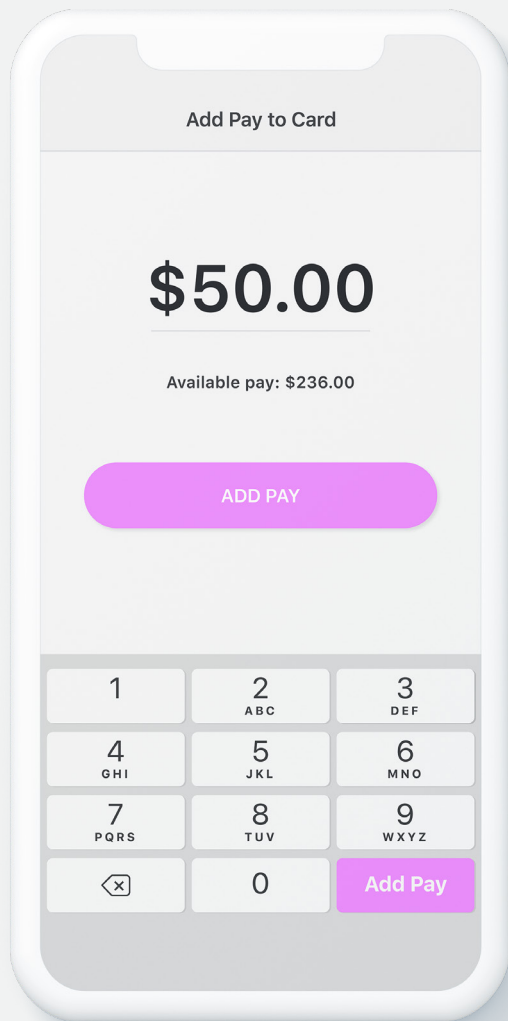 Add Pay to Card
$50.00
Available pay: $236.00
ADD PAY
1 2 3
ABC DEF
4 5 6
GHI JKL MNO
7 8 9
PQRS TUV WXYZ
0 Add Pay